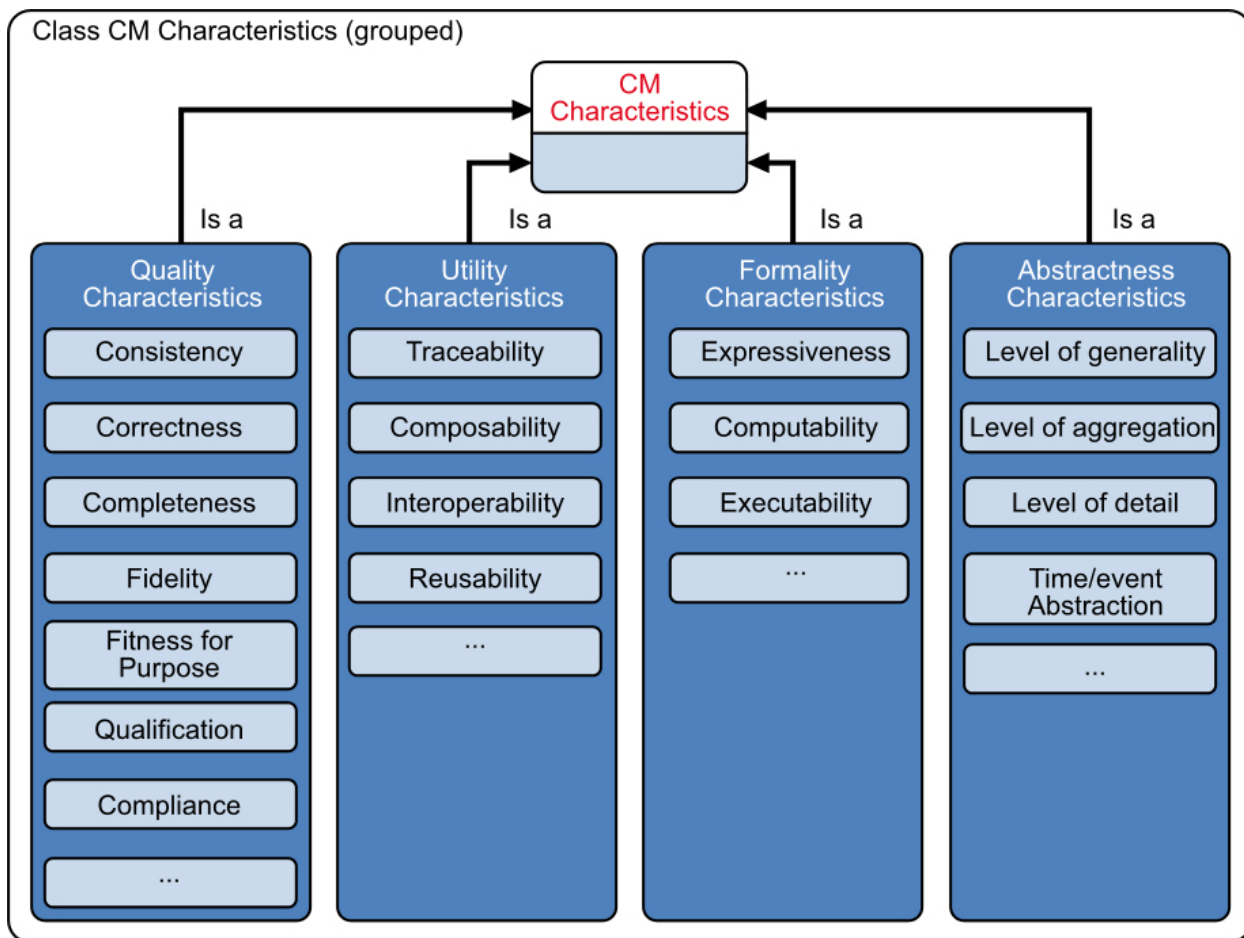 Class CM Characteristics (grouped)
CM
Characteristics
Is a
Is a
Is a
Is a
Quality
Characteristics
Consistency
Correctness
Completeness
Fidelity
Fitness for
Purpose
Qualification
Compliance
...
Utility
Characteristics
Traceability
Composability
Interoperability
Reusability
...
Formality
Characteristics
Expressiveness
Computability
Executability
...
Abstractness
Characteristics
Level of generality
Level of aggregation
Level of detail
Time/event
Abstraction
...